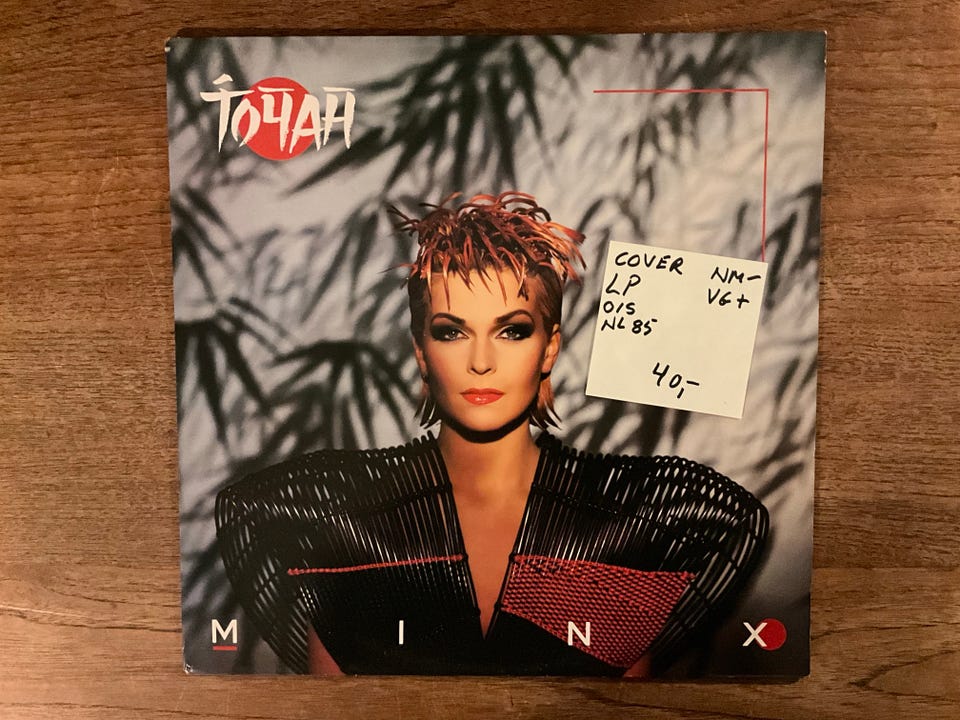 TOYAH
COVER NM-
LP VG+
OIS
NL 85
40,-
M I N X